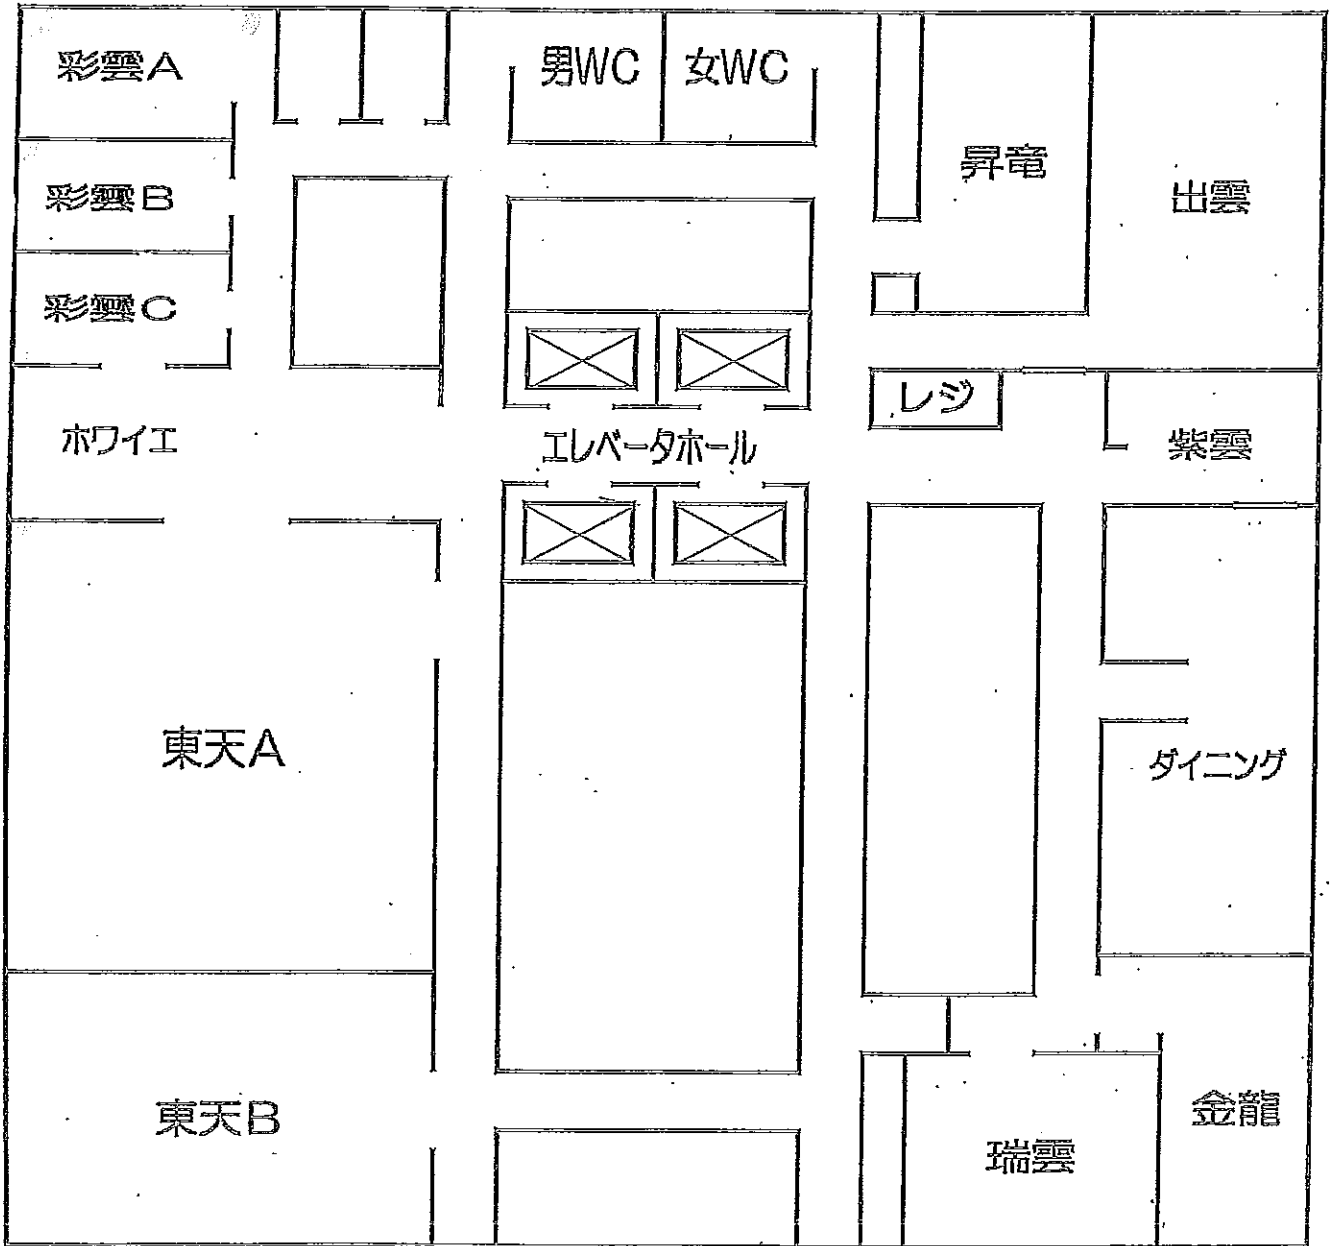 彩雲A
男WC 女WC
昇竜
出雲
彩雲B
彩雲C
レジ
ホワイエ
エレベータホール
紫雲
東天A
ダイニング
東天B
瑞雲
金龍